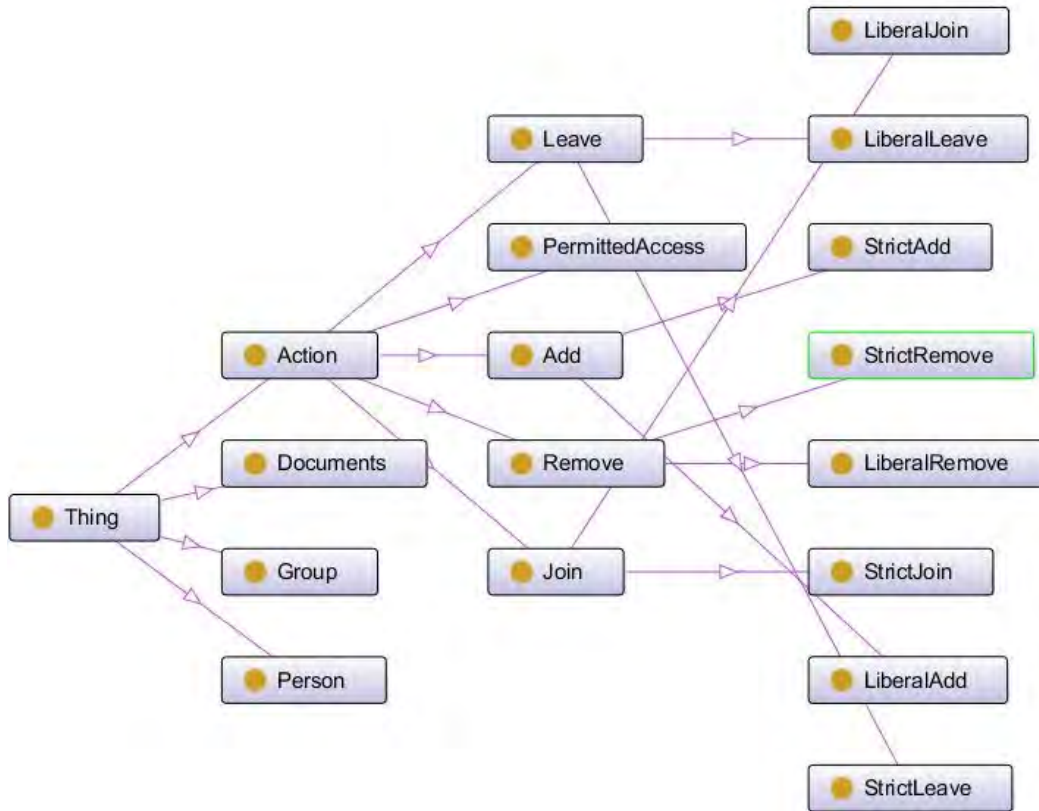 LiberalJoin
Leave
LiberalLeave
PermittedAccess
StrictAdd
Action
Add
StrictRemove
Documents
Remove
LiberalRemove
Thing
Group
Join
StrictJoin
Person
LiberalAdd
StrictLeave